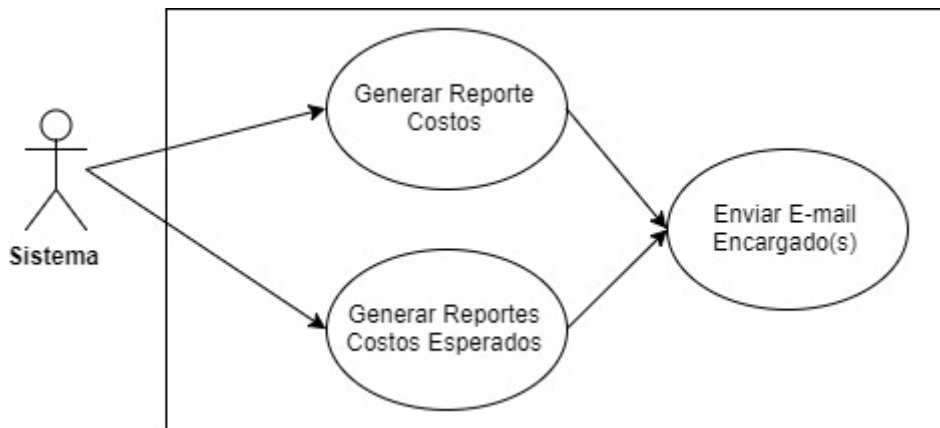 Generar Reporte
Costos
Sistema
Enviar E-mail
Encargado(s)
Generar Reportes
Costos Esperados